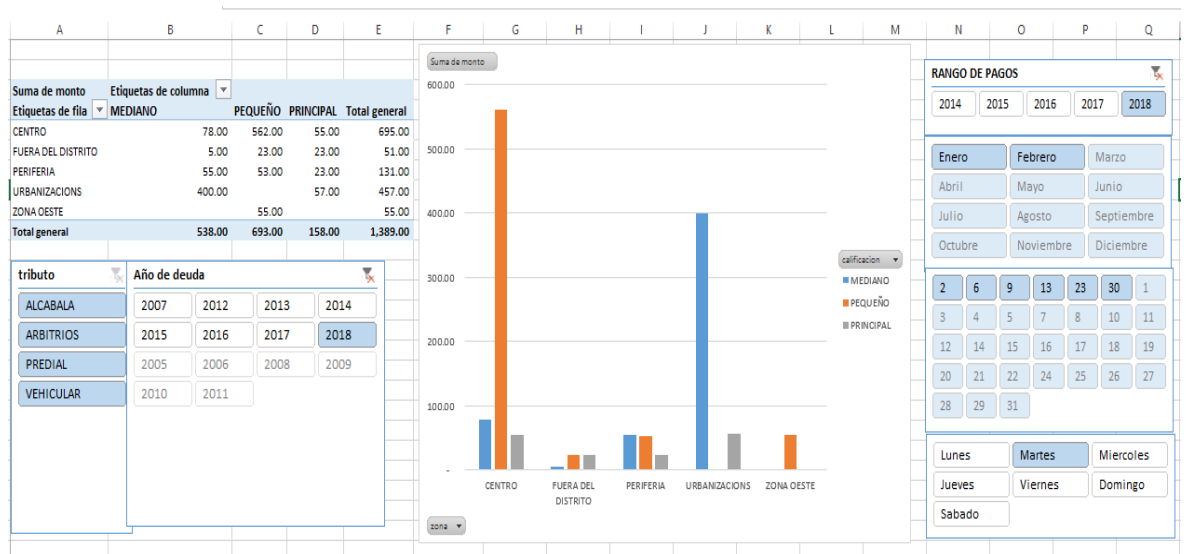 A B C D E F G H I J K L M N O P Q
Suma de monto Etiquetas de columna
Etiquetas de fila MEDIANO PEQUEÑO PRINCIPAL Total general
CENTRO 78.00 562.00 55.00 695.00
FUERA DEL DISTRITO 5.00 23.00 23.00 51.00
PERIFERIA 55.00 53.00 23.00 131.00
URBANIZACIONS 400.00 57.00 457.00
ZONA OESTE 55.00 55.00
Total general 538.00 693.00 158.00 1,389.00
tributo
ALCABALA
ARBITRIOS
PREDIAL
VEHICULAR
Año de deuda
2007 2012 2013 2014
2015 2016 2017 2018
2005 2006 2008 2009
2010 2011
Suma de monto
600.00
500.00
400.00
300.00
200.00
100.00
-
CENTRO FUERA DEL DISTRITO PERIFERIA URBANIZACIONS ZONA OESTE
zona
calificacion
MEDIANO
PEQUEÑO
PRINCIPAL
RANGO DE PAGOS
2014 2015 2016 2017 2018
Enero Febrero Marzo
Abril Mayo Junio
Julio Agosto Septiembre
Octubre Noviembre Diciembre
2 6 9 13 23 30 1
3 4 5 7 8 10 11
12 14 15 16 17 18 19
20 21 22 24 25 26 27
28 29 31
Lunes Martes Miercoles
Jueves Viernes Domingo
Sabado